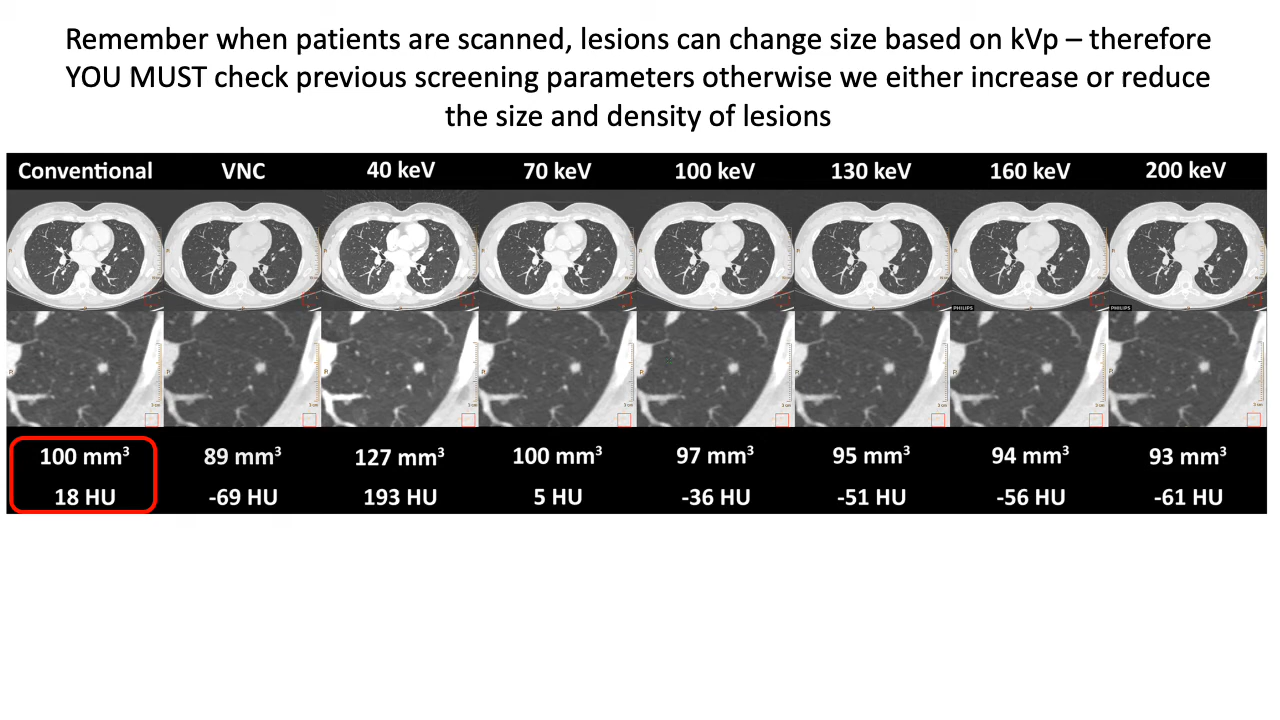 Remember when patients are scanned, lesions can change size based on kVp – therefore
YOU MUST check previous screening parameters otherwise we either increase or reduce
the size and density of lesions
Conventional VNC 40 keV 70 keV 100 keV 130 keV 160 keV 200 keV
PHILIPS PHILIPS
100 mm³ 89 mm³ 127 mm³ 100 mm³ 97 mm³ 95 mm³ 94 mm³ 93 mm³
18 HU -69 HU 193 HU 5 HU -36 HU -51 HU -56 HU -61 HU